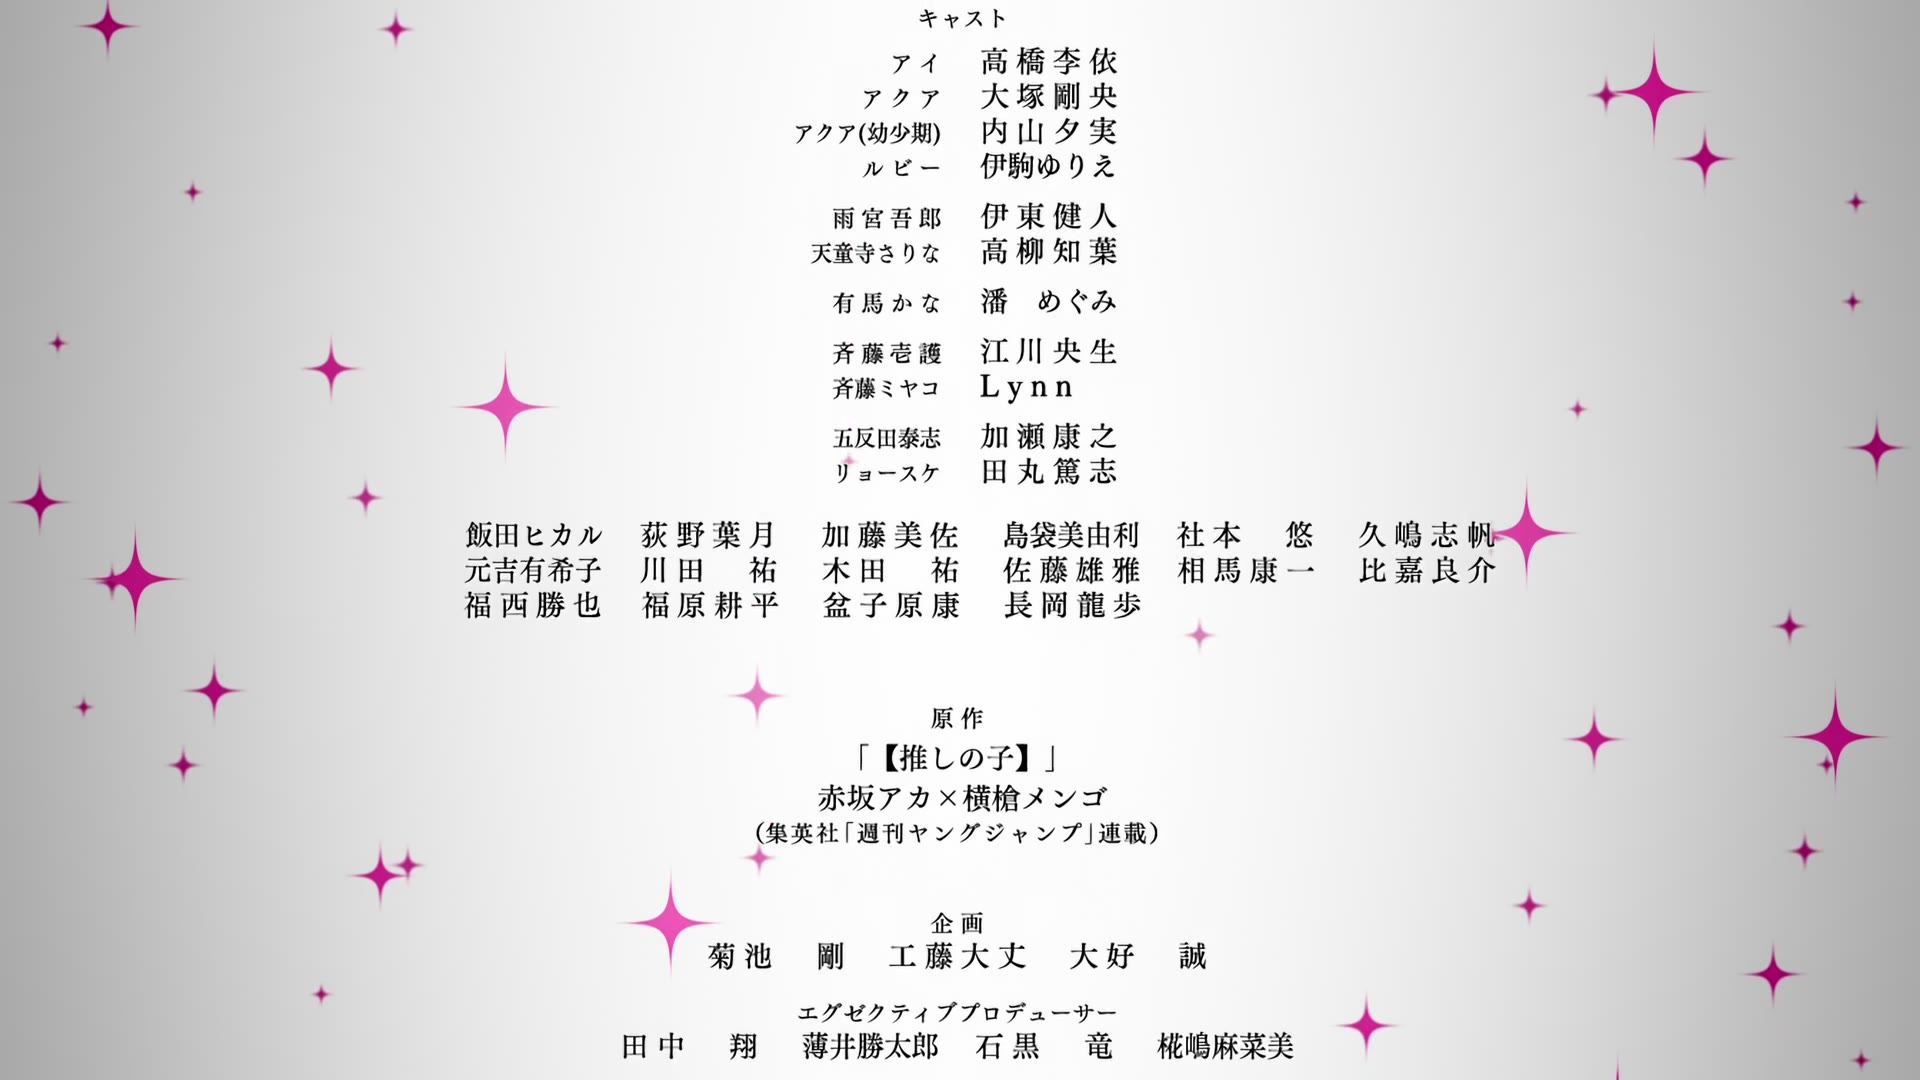 キャスト
アイ 高橋李依
アクア 大塚剛央
アクア(幼少期) 内山夕実
ルビー 伊駒ゆりえ
雨宮吾郎 伊東健人
天童寺さりな 高柳知葉
有馬かな 潘　めぐみ
斉藤壱護 江川央生
斉藤ミヤコ Lynn
五反田泰志 加瀬康之
リョースケ 田丸篤志
飯田ヒカル 荻野葉月 加藤美佐 島袋美由利 社本　悠 久嶋志帆
元吉有希子 川田　祐 木田　祐 佐藤雄雅 相馬康一 比嘉良介
福西勝也 福原耕平 盆子原康 長岡龍歩
原作
「【推しの子】」
赤坂アカ×横槍メンゴ
（集英社「週刊ヤングジャンプ」連載）
企画
菊池　剛 工藤大丈 大好　誠
エグゼクティブプロデューサー
田中　翔 薄井勝太郎 石黒　竜 椛嶋麻菜美